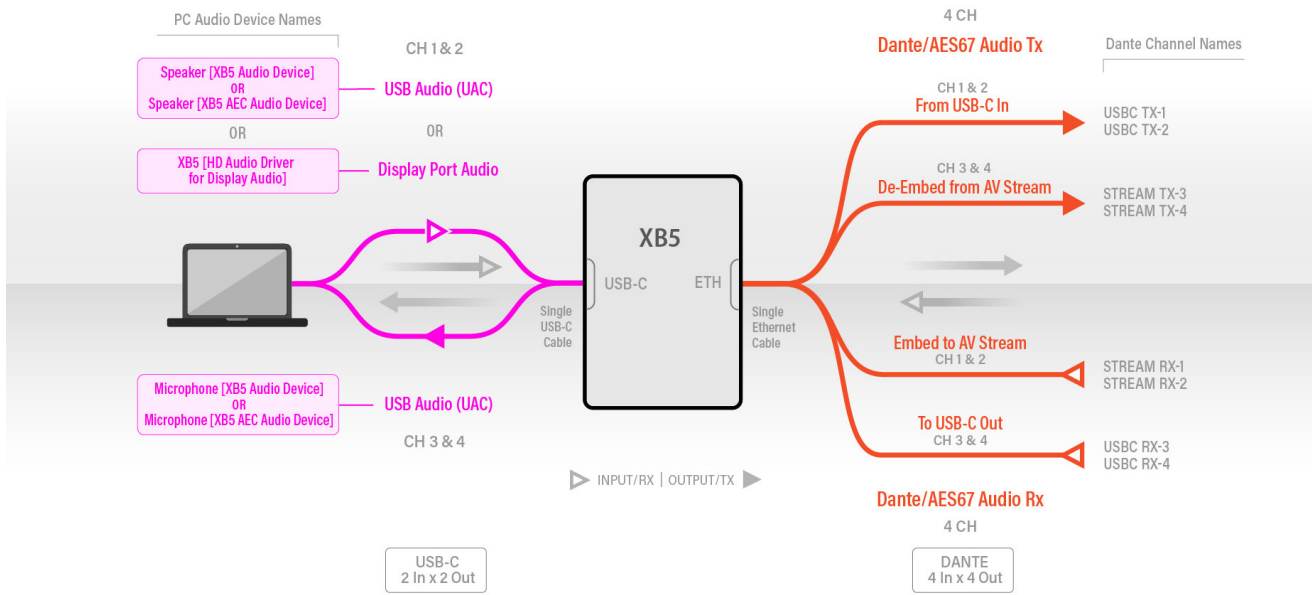 PC Audio Device Names
CH 1 & 2
Speaker [XB5 Audio Device]
OR
Speaker [XB5 AEC Audio Device]
USB Audio (UAC)
OR
OR
XB5 [HD Audio Driver
for Display Audio]
Display Port Audio
XB5
USB-C
ETH
Single
USB-C
Cable
Single
Ethernet
Cable
Microphone [XB5 Audio Device]
OR
Microphone [XB5 AEC Audio Device]
USB Audio (UAC)
CH 3 & 4
INPUT/RX | OUTPUT/TX
USB-C
2 In x 2 Out
4 CH
Dante/AES67 Audio Tx
Dante Channel Names
CH 1 & 2
From USB-C In
USBC TX-1
USBC TX-2
CH 3 & 4
De-Embed from AV Stream
STREAM TX-3
STREAM TX-4
Embed to AV Stream
CH 1 & 2
STREAM RX-1
STREAM RX-2
To USB-C Out
CH 3 & 4
USBC RX-3
USBC RX-4
Dante/AES67 Audio Rx
4 CH
DANTE
4 In x 4 Out